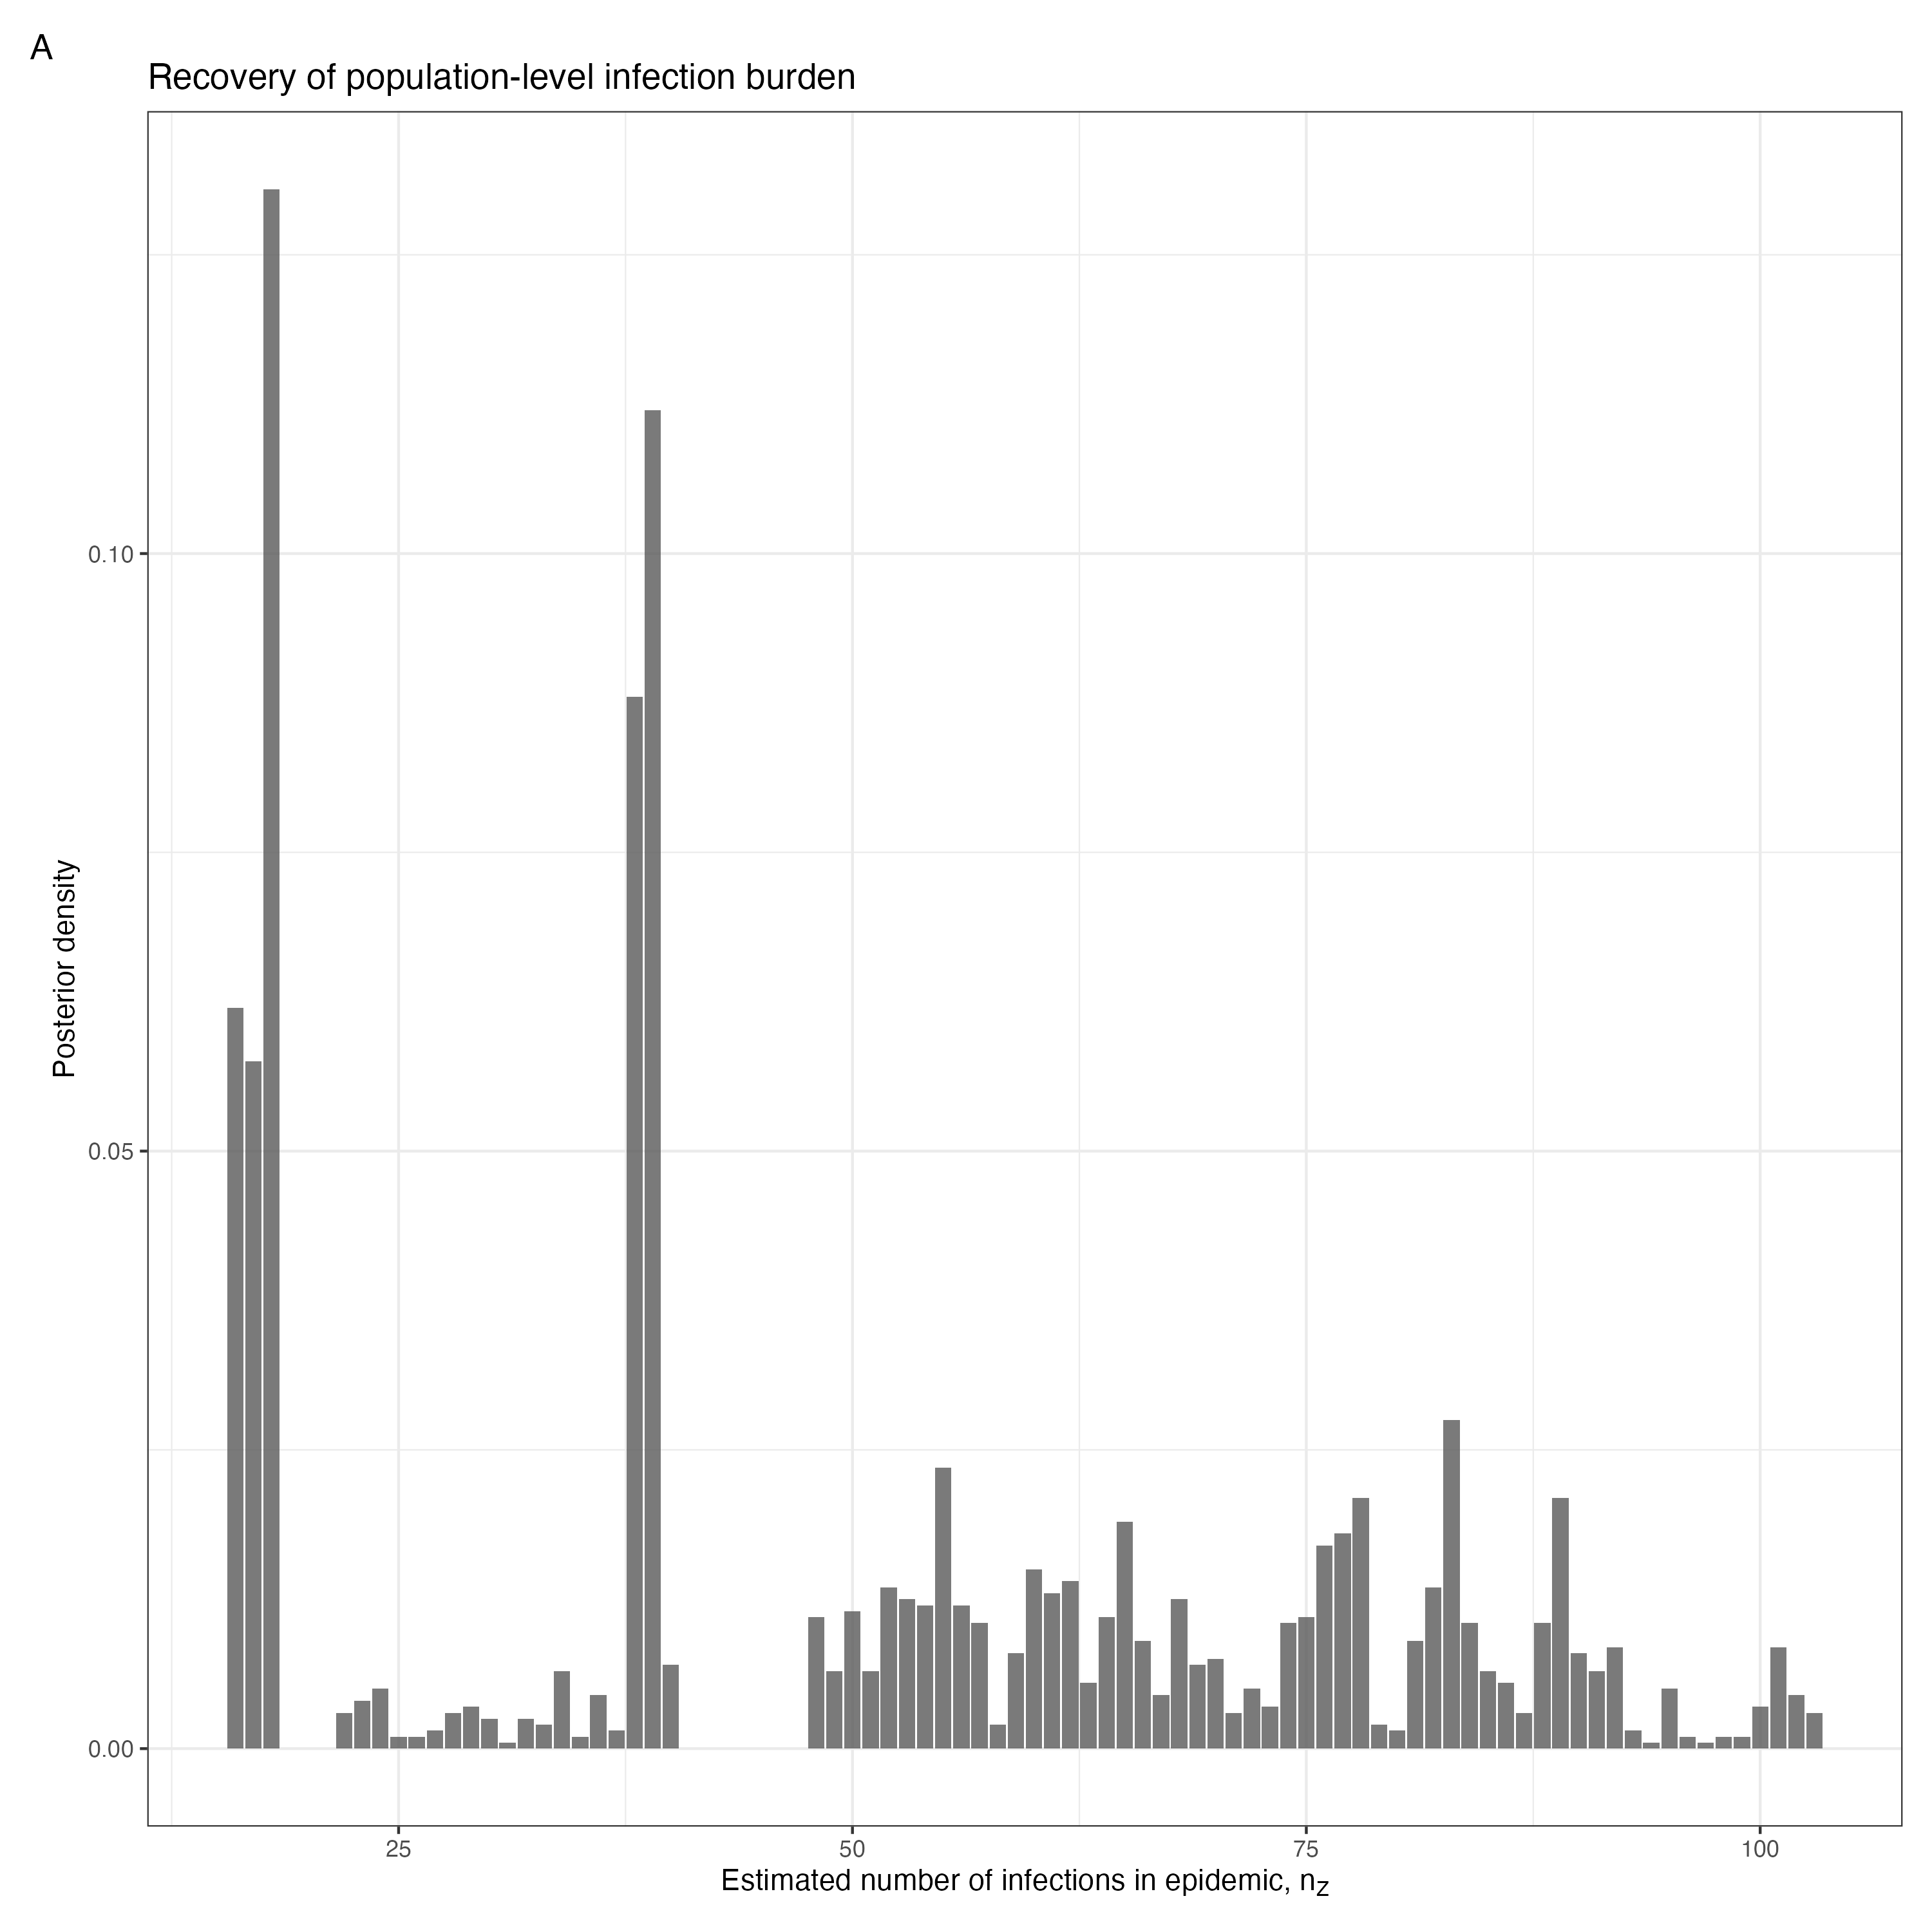 A
Recovery of population-level infection burden
Posterior density
0.10
0.05
0.00
25 50 75 100
Estimated number of infections in epidemic, nZ